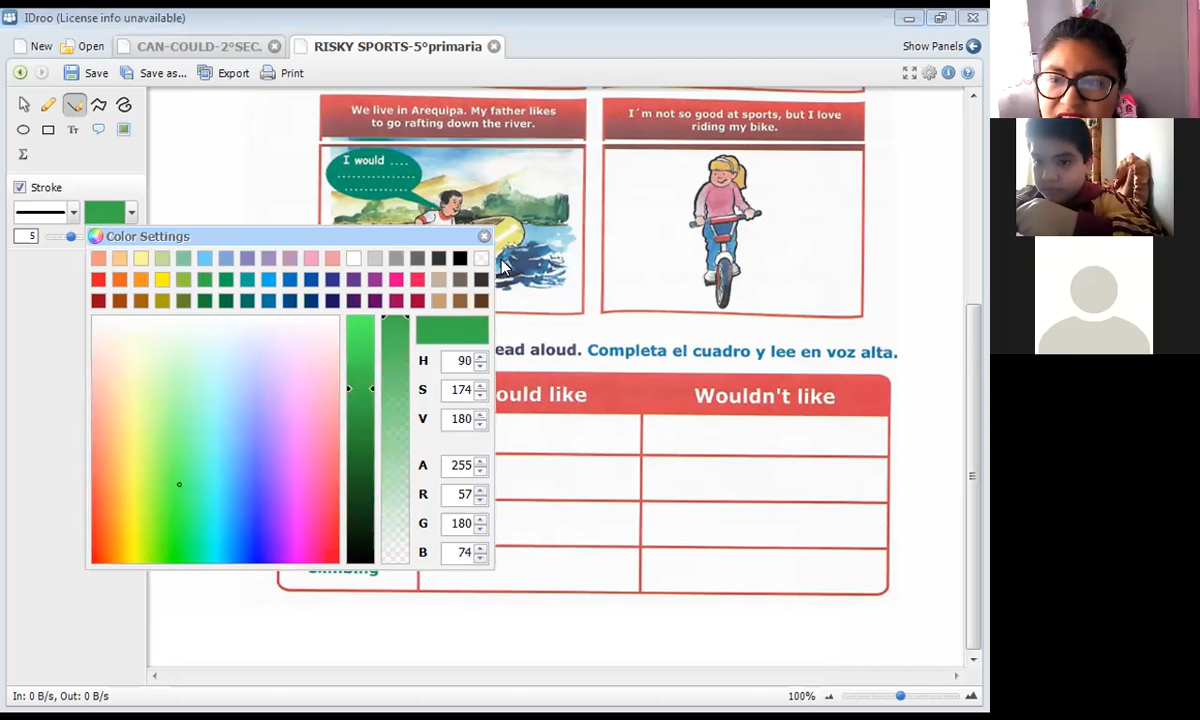 IDroo (License info unavailable)
New Open CAN-COULD-2°SEC. RISKY SPORTS-5°primaria Show Panels
Save Save as... Export Print
We live in Arequipa. My father likes
to go rafting down the river.
I´m not so good at sports, but I love
riding my bike.
I would ....
Tт
Σ
Stroke
5
Color Settings
H 90
S 174
V 180
A 255
R 57
G 180
B 74
ead aloud. Completa el cuadro y lee en voz alta.
ould like Wouldn't like
In: 0 B/s, Out: 0 B/s
100%